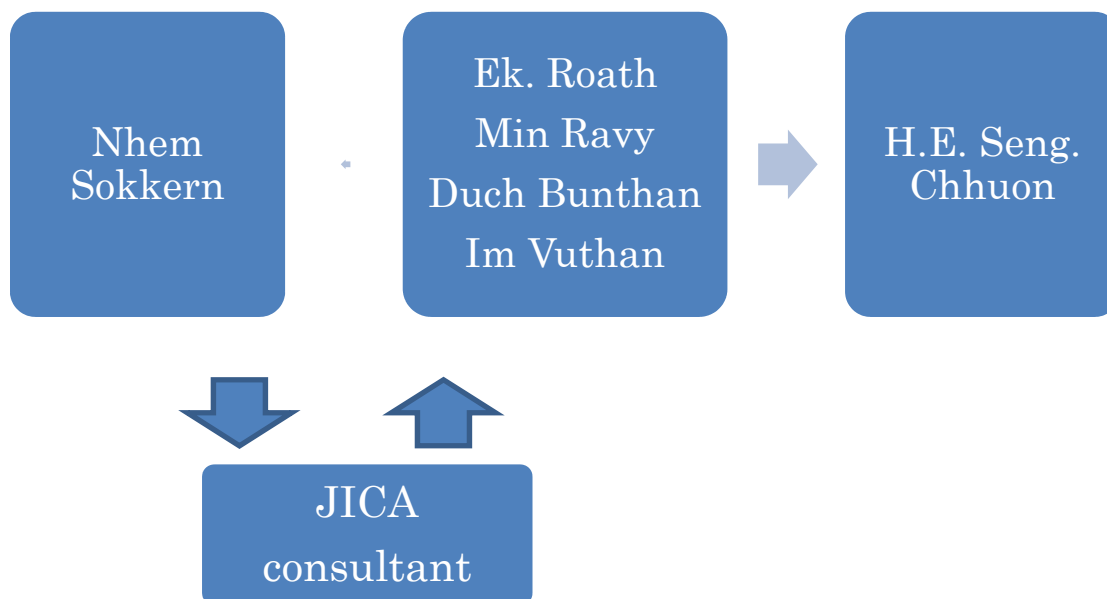 Nhem
Sokkern
Ek. Roath
Min Ravy
Duch Bunthan
Im Vuthan
H.E. Seng.
Chhuon
JICA
consultant